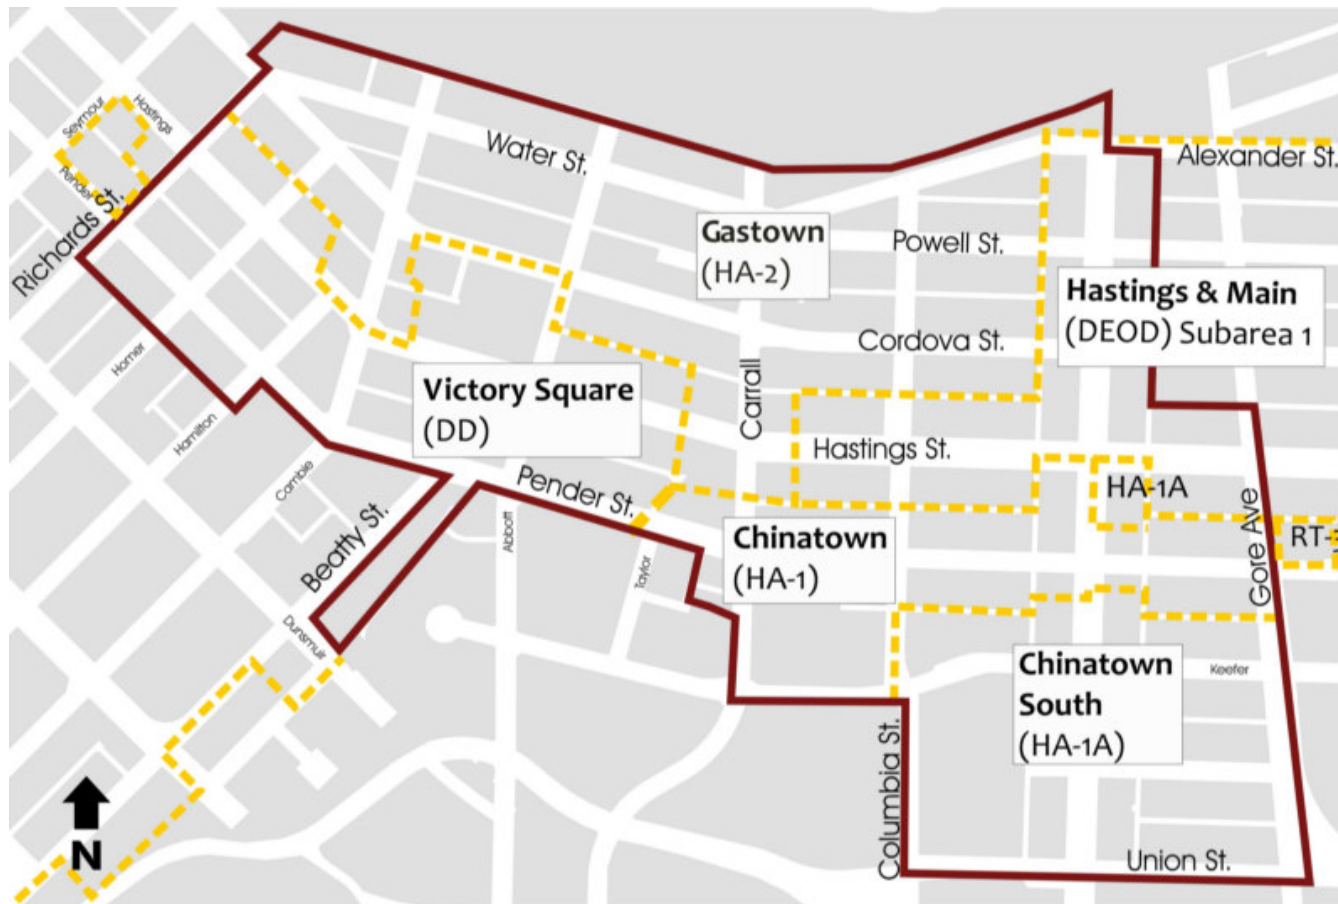 Seymour
Hastings
Water St.
Alexander St.
Pender
Richards St.
Gastown
(HA-2)
Powell St.
Hastings & Main
(DEOD) Subarea 1
Cordova St.
Homer
Victory Square
(DD)
Carrall
Hamilton
Hastings St.
Cambie
Pender St.
HA-1A
Beatty St.
Abbott
Chinatown
(HA-1)
Gore Ave
Taylor
Dunsmuir
Chinatown
South
(HA-1A)
Keefer
Columbia St.
N
Union St.